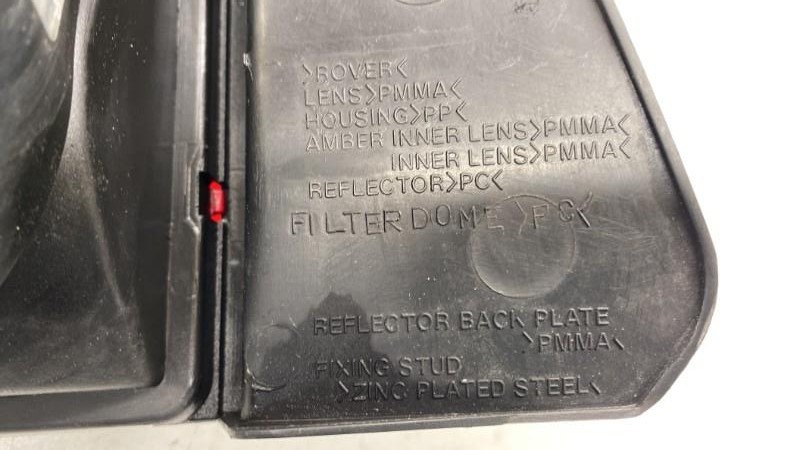 >ROVER<
LENS>PMMA<
HOUSING>PP<
AMBER INNER LENS>PMMA<
INNER LENS>PMMA<
REFLECTOR>PC<
FILTER DOME >PC<
REFLECTOR BACK PLATE
>PMMA<
FIXING STUD
>ZINC PLATED STEEL<